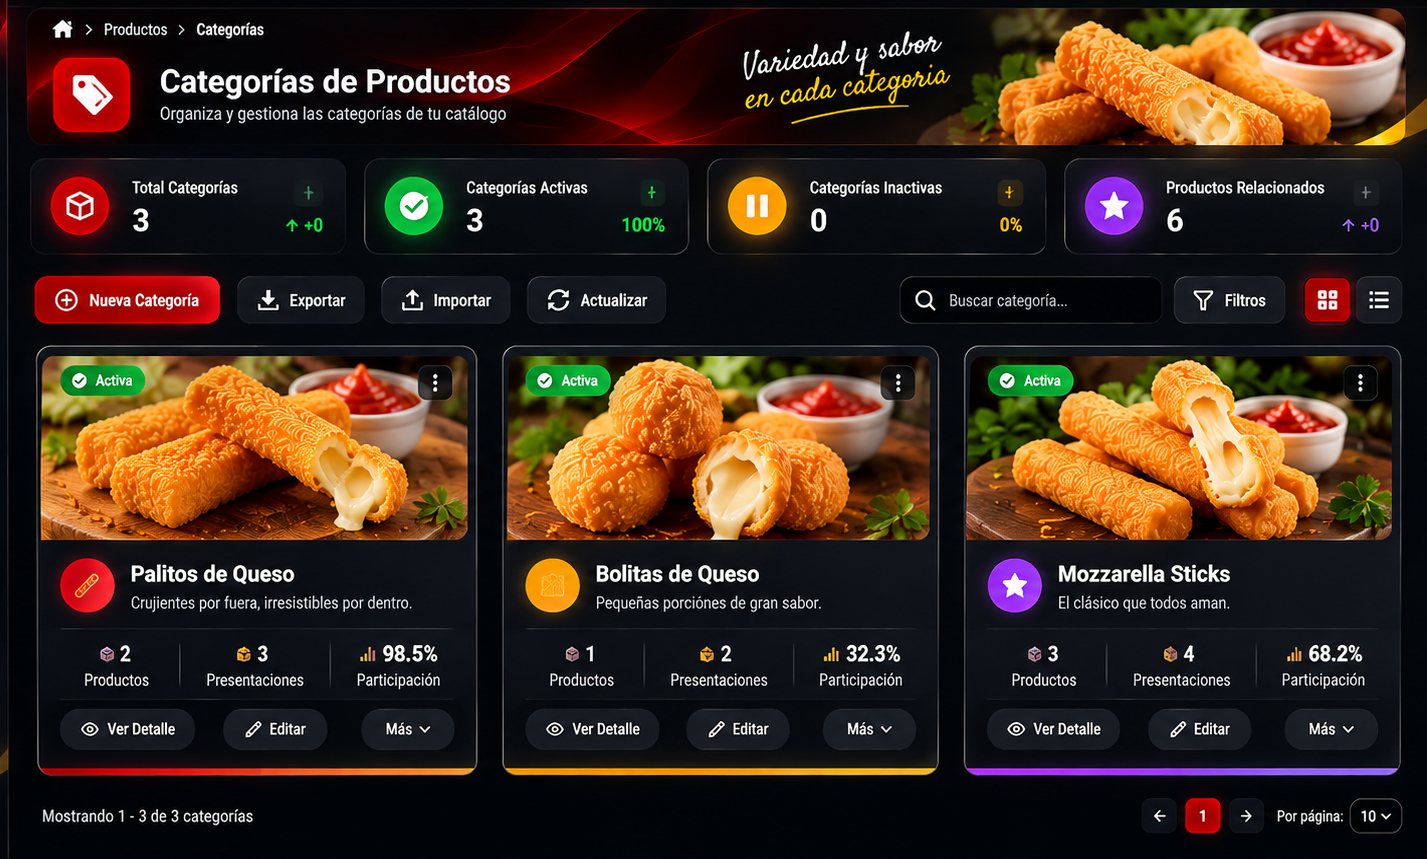 Productos
Categorías
Categorías de Productos
Organiza y gestiona las categorías de tu catálogo
Variedad y sabor
en cada categoria
Total Categorías
3
+0
Categorías Activas
3
100%
Categorías Inactivas
0
0%
Productos Relacionados
6
+0
Nueva Categoría
Exportar
Importar
Actualizar
Buscar categoría...
Filtros
Activa
Palitos de Queso
Crujientes por fuera, irresistibles por dentro.
2
Productos
3
Presentaciones
98.5%
Participación
Ver Detalle
Editar
Más
Activa
Bolitas de Queso
Pequeñas porciónes de gran sabor.
1
Productos
2
Presentaciones
32.3%
Participación
Ver Detalle
Editar
Más
Activa
Mozzarella Sticks
El clásico que todos aman.
3
Productos
4
Presentaciones
68.2%
Participación
Ver Detalle
Editar
Más
Mostrando 1 - 3 de 3 categorías
1
Por página:
10